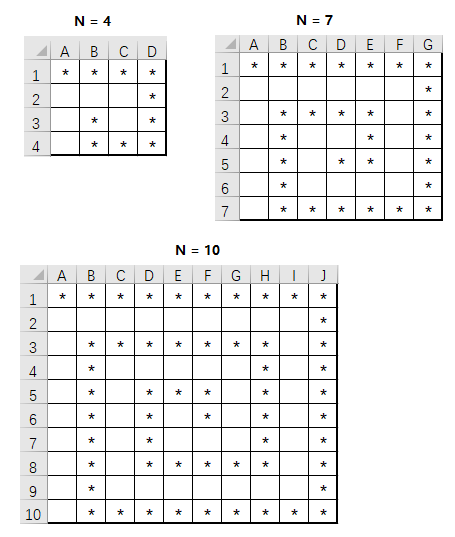 N = 4
A B C D
1 * * * *
2 *
3 * *
4 * * *
N = 7
A B C D E F G
1 * * * * * * *
2 *
3 * * * * *
4 * * *
5 * * * *
6 * *
7 * * * * * *
N = 10
A B C D E F G H I J
1 * * * * * * * * * *
2 *
3 * * * * * * * *
4 * * *
5 * * * * * *
6 * * * * *
7 * * * *
8 * * * * * * *
9 * *
10 * * * * * * * * *